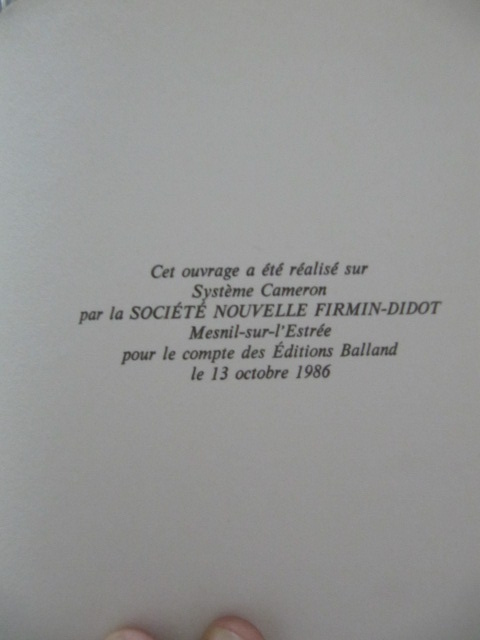 Cet ouvrage a été réalisé sur
Système Cameron
par la SOCIÉTÉ NOUVELLE FIRMIN-DIDOT
Mesnil-sur-l'Estrée
pour le compte des Éditions Balland
le 13 octobre 1986